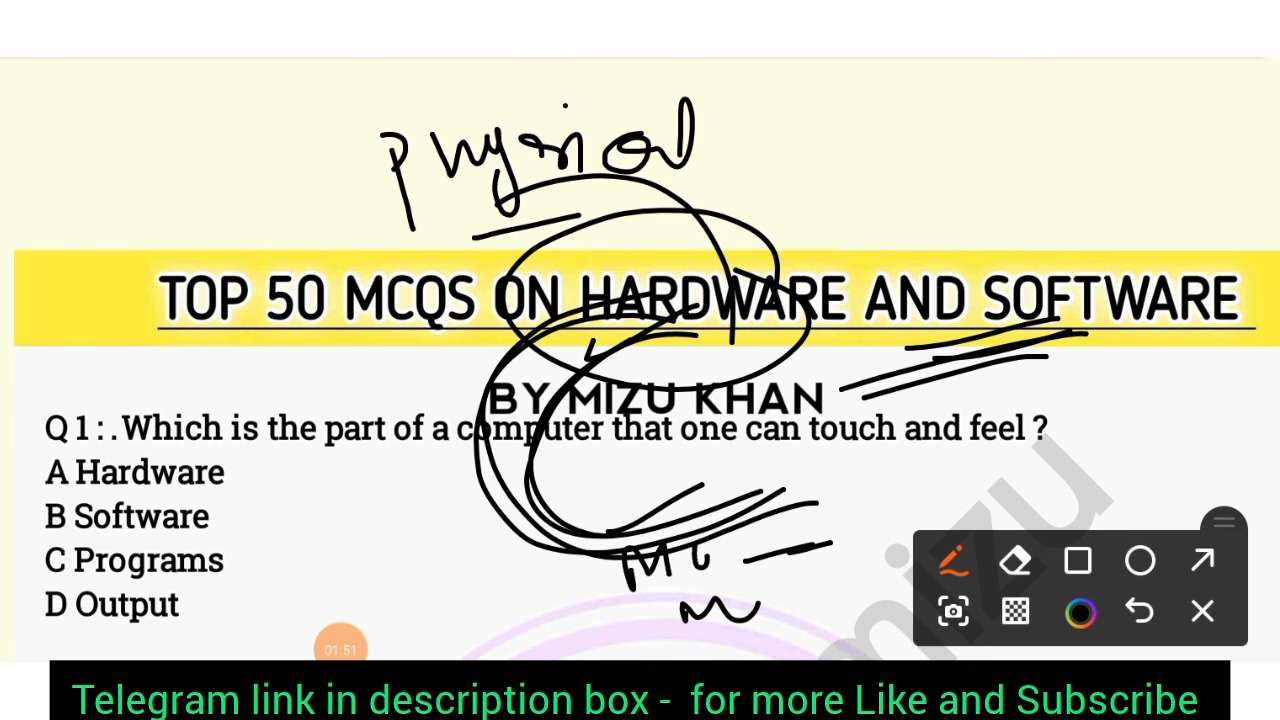 Physical
TOP 50 MCQS ON HARDWARE AND SOFTWARE
BY MIZU KHAN
Q 1 : . Which is the part of a computer that one can touch and feel ?
A Hardware
B Software
C Programs
D Output
mizu
01:51
Telegram link in description box - for more Like and Subscribe